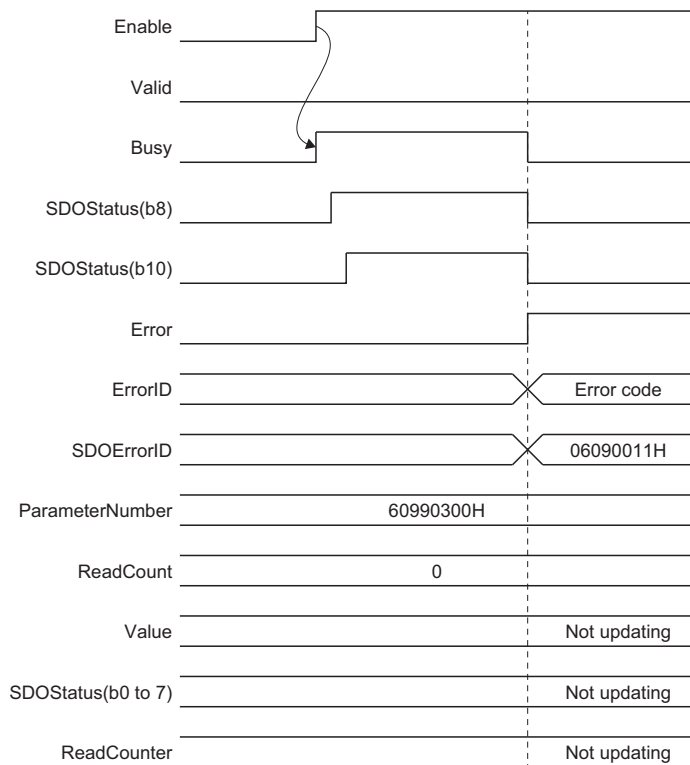 Enable
Valid
Busy
SDOStatus(b8)
SDOStatus(b10)
Error
ErrorID Error code
SDOErrorID 06090011H
ParameterNumber 60990300H
ReadCount 0
Value Not updating
SDOStatus(b0 to 7) Not updating
ReadCounter Not updating